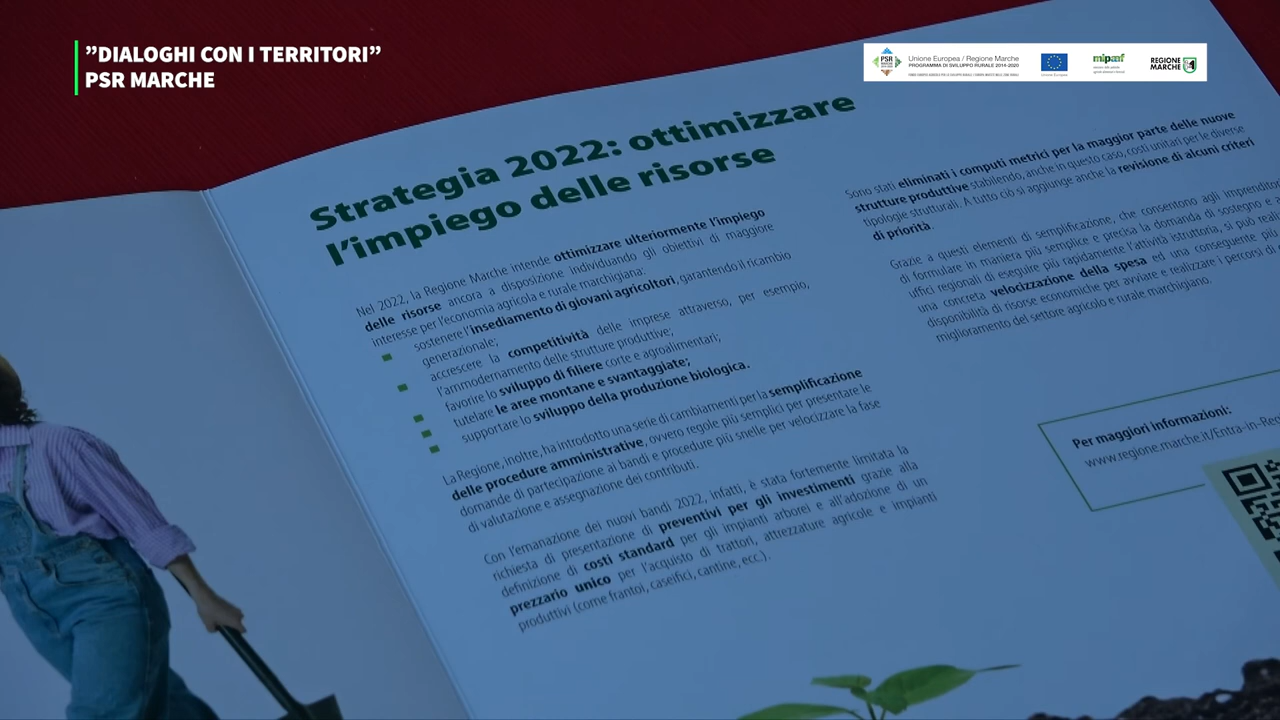 ”DIALOGHI CON I TERRITORI”
PSR MARCHE
PSR
Unione Europea / Regione Marche
PROGRAMMA DI SVILUPPO RURALE 2014-2020
Unione Europea
mipaaf
REGIONE
MARCHE
Strategia 2022: ottimizzare
l’impiego delle risorse
Nel 2022, la Regione Marche intende ottimizzare ulteriormente l’impiego
delle risorse ancora a disposizione individuando gli obiettivi di maggiore
interesse per l’economia agricola e rurale marchigiana:
sostenere l’insediamento di giovani agricoltori, garantendo il ricambio
generazionale;
accrescere la competitività delle imprese attraverso, per esempio,
l’ammodernamento delle strutture produttive;
favorire lo sviluppo di filiere corte e agroalimentari;
tutelare le aree montane e svantaggiate;
supportare lo sviluppo della produzione biologica.
La Regione, inoltre, ha introdotto una serie di cambiamenti per la semplificazione
delle procedure amministrative, ovvero regole più semplici per presentare le
domande di partecipazione ai bandi e procedure più snelle per velocizzare la fase
di valutazione e assegnazione dei contributi.
Con l’emanazione dei nuovi bandi 2022, infatti, è stata fortemente limitata la
richiesta di presentazione di preventivi per gli investimenti grazie alla
definizione di costi standard per gli impianti arborei e all’adozione di un
prezzario unico per l’acquisto di trattori, attrezzature agricole e impianti
produttivi (come frantoi, caseifici, cantine, ecc.).
Sono stati eliminati i computi metrici per la maggior parte delle nuove
strutture produttive stabilendo, anche in questo caso, costi unitari per le diverse
tipologie strutturali. A tutto ciò si aggiunge anche la revisione di alcuni criteri
di priorità.
Grazie a questi elementi di semplificazione, che consentono agli imprenditori
di formulare in maniera più semplice e precisa la domanda di sostegno e a
uffici regionali di eseguire più rapidamente l’attività istruttoria, si può reali
una concreta velocizzazione della spesa ed una conseguente più
disponibilità di risorse economiche per avviare e realizzare i percorsi di
miglioramento del settore agricolo e rurale marchigiano.
Per maggiori informazioni:
www.regione.marche.it/Entra-in-Reg